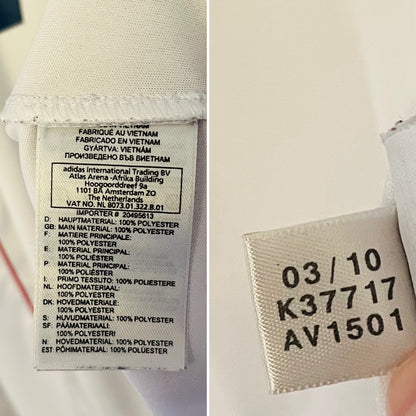 MADE IN VIETNAM
FABRIQUÉ AU VIETNAM
GYÁRTVA: VIETNAM
ПРОИЗВЕДЕНО ВЪВ ВИЕТНАМ
adidas International Trading BV
Atlas Arena -Afrika Building
Hoogoorddreef 9a
1101 BA Amsterdam ZO
The Netherlands
VAT NO. NL 8073.01.322.B.01
IMPORTER # 20495613
D: HAUPTMATERIAL: 100% POLYESTER
GB: MAIN MATERIAL: 100% POLYESTER
F: MATIERE PRINCIPALE:
100% POLYESTER
E: MATERIAL PRINCIPAL:
100% POLIÉSTER
P: MATERIAL PRINCIPAL:
100% POLIÉSTER
I: PRIMO TESSUTO: 100% POLIESTERE
NL: HOOFDMATERIAAL:
100% POLYESTER
DK: HOVEDMATERIALE:
100% POLYESTER
S: HUVUDMATERIAL: 100% POLYESTER
SF: PÄÄMATERIAALI:
100% POLYESTERI
N: HOVEDMATERIAL: 100% POLYESTER
EST: PÕHIMATERJAL: 100% POLÜESTER
03/10
K37717
AV1501